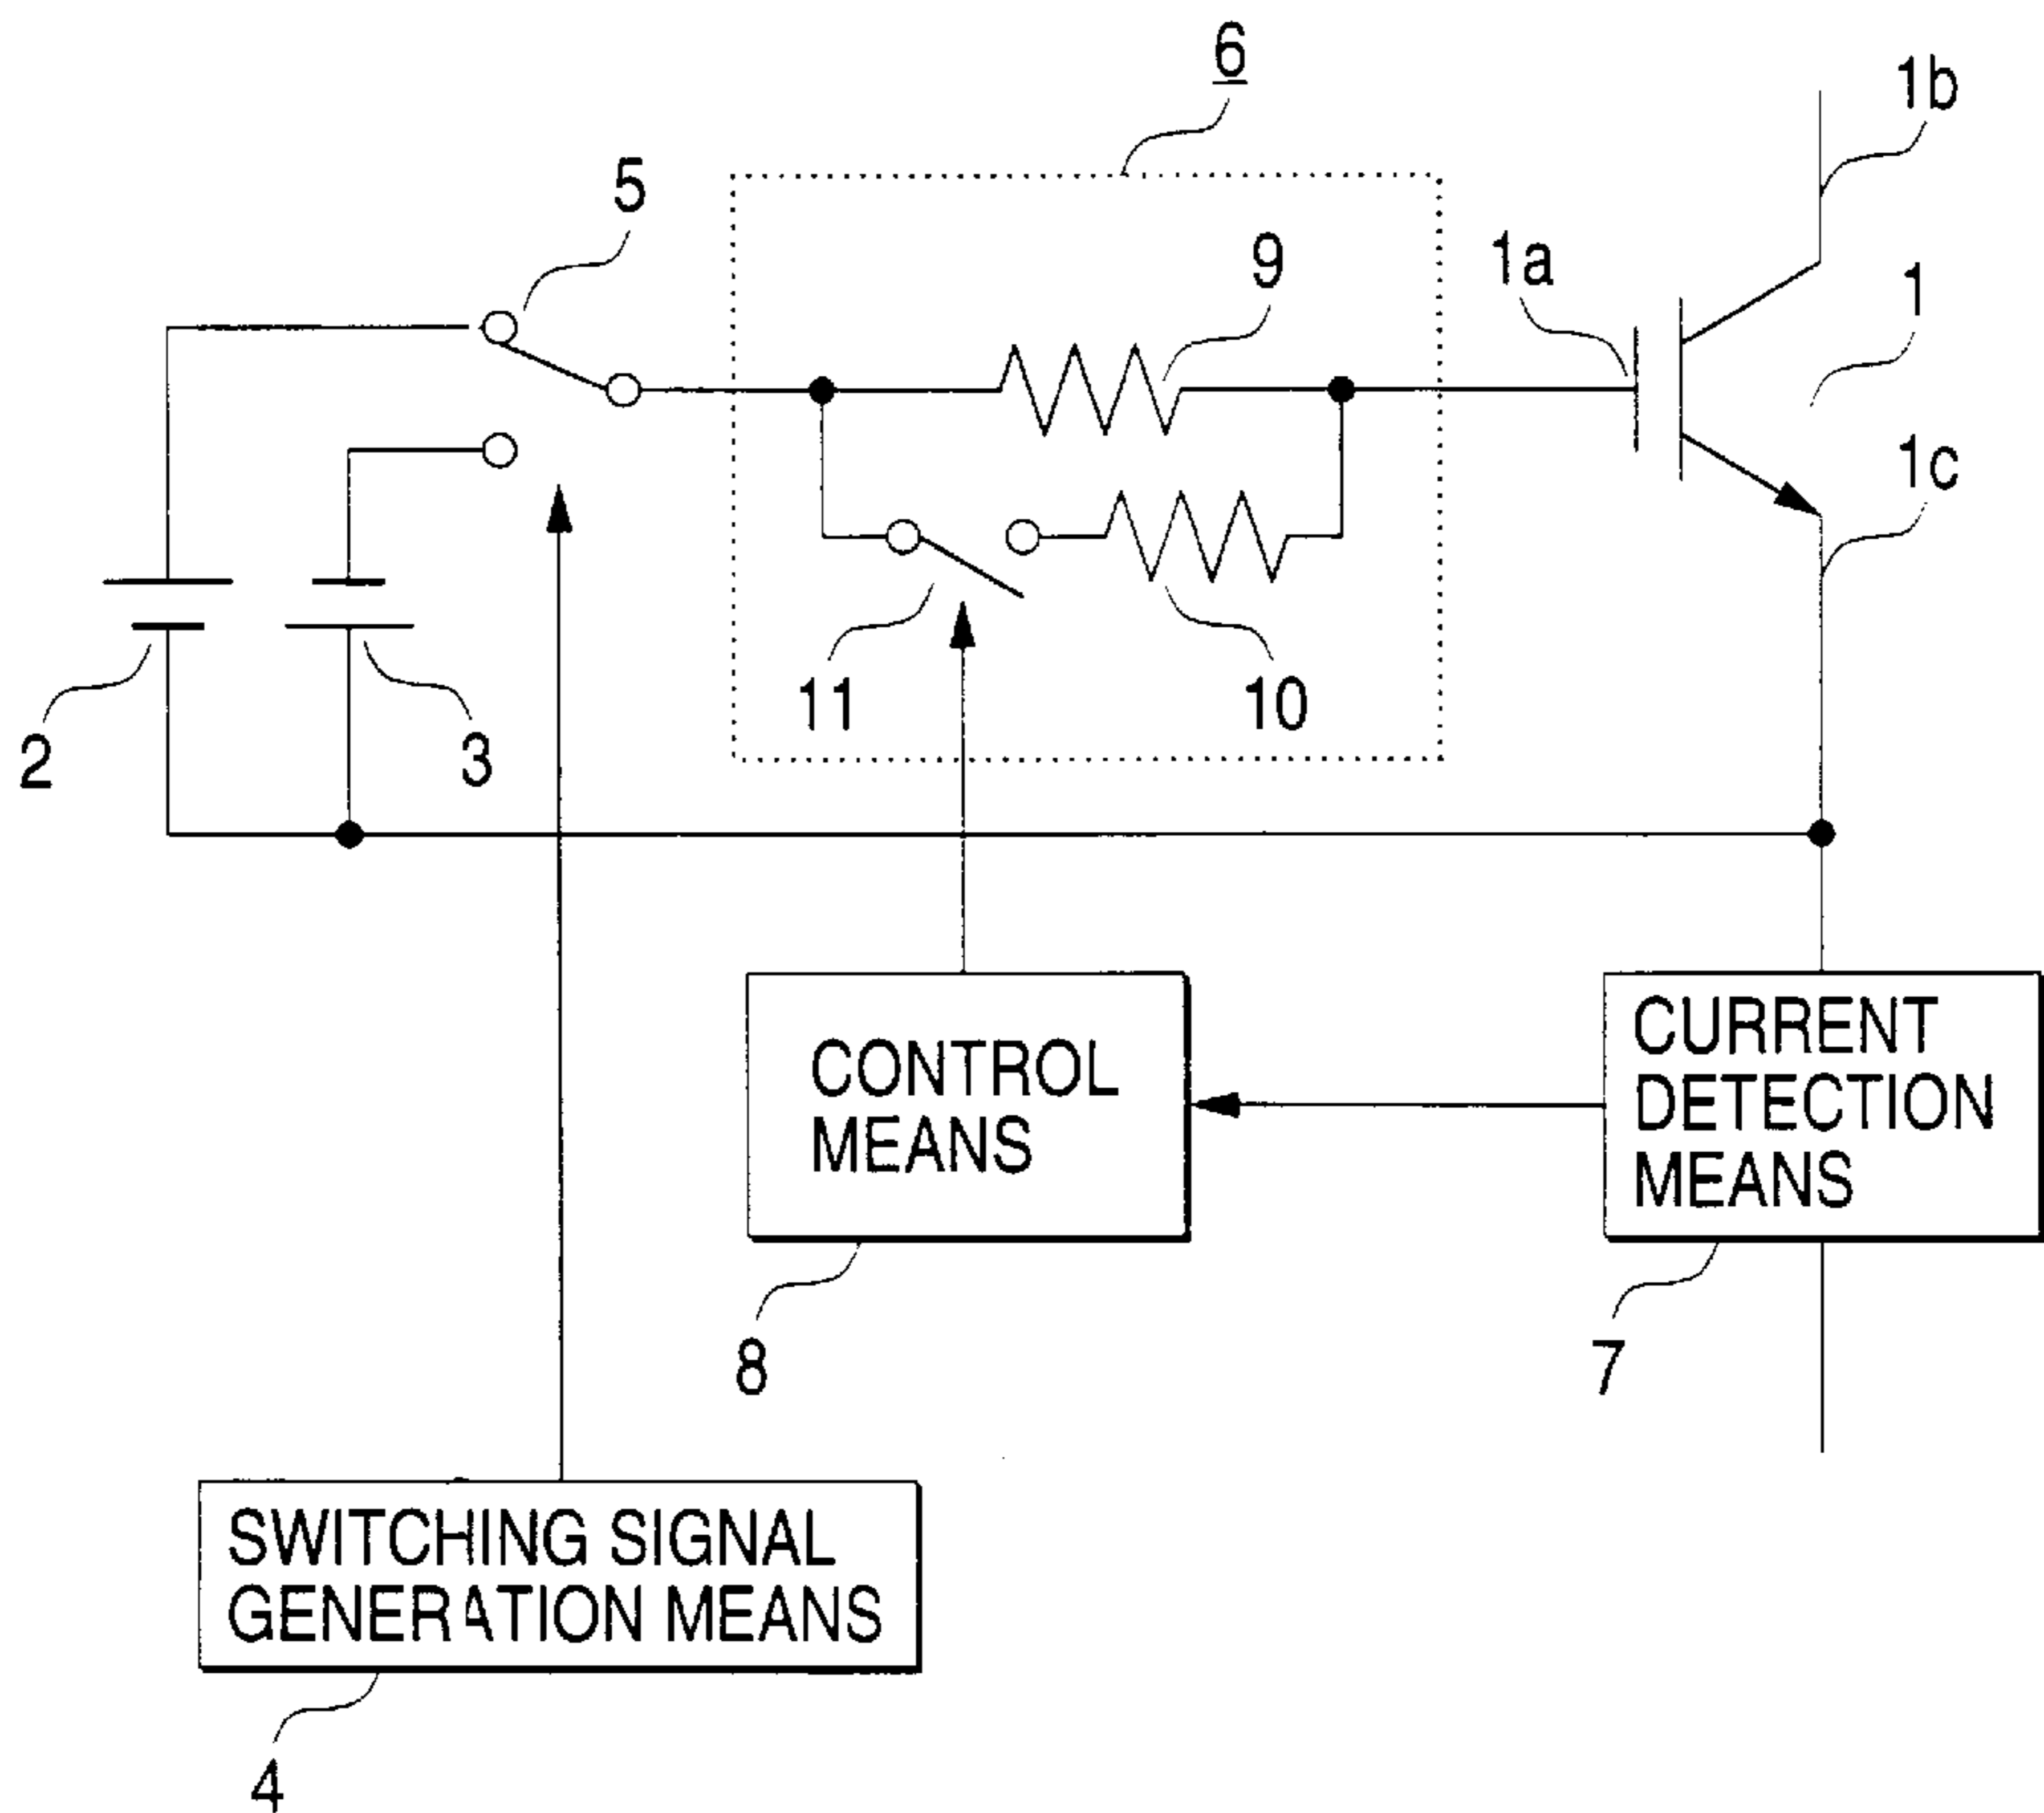 6
1b
5
9
1a
1
1c
11
10
2
3
CONTROL
MEANS
CURRENT
DETECTION
MEANS
8
7
SWITCHING SIGNAL
GENERATION MEANS
4